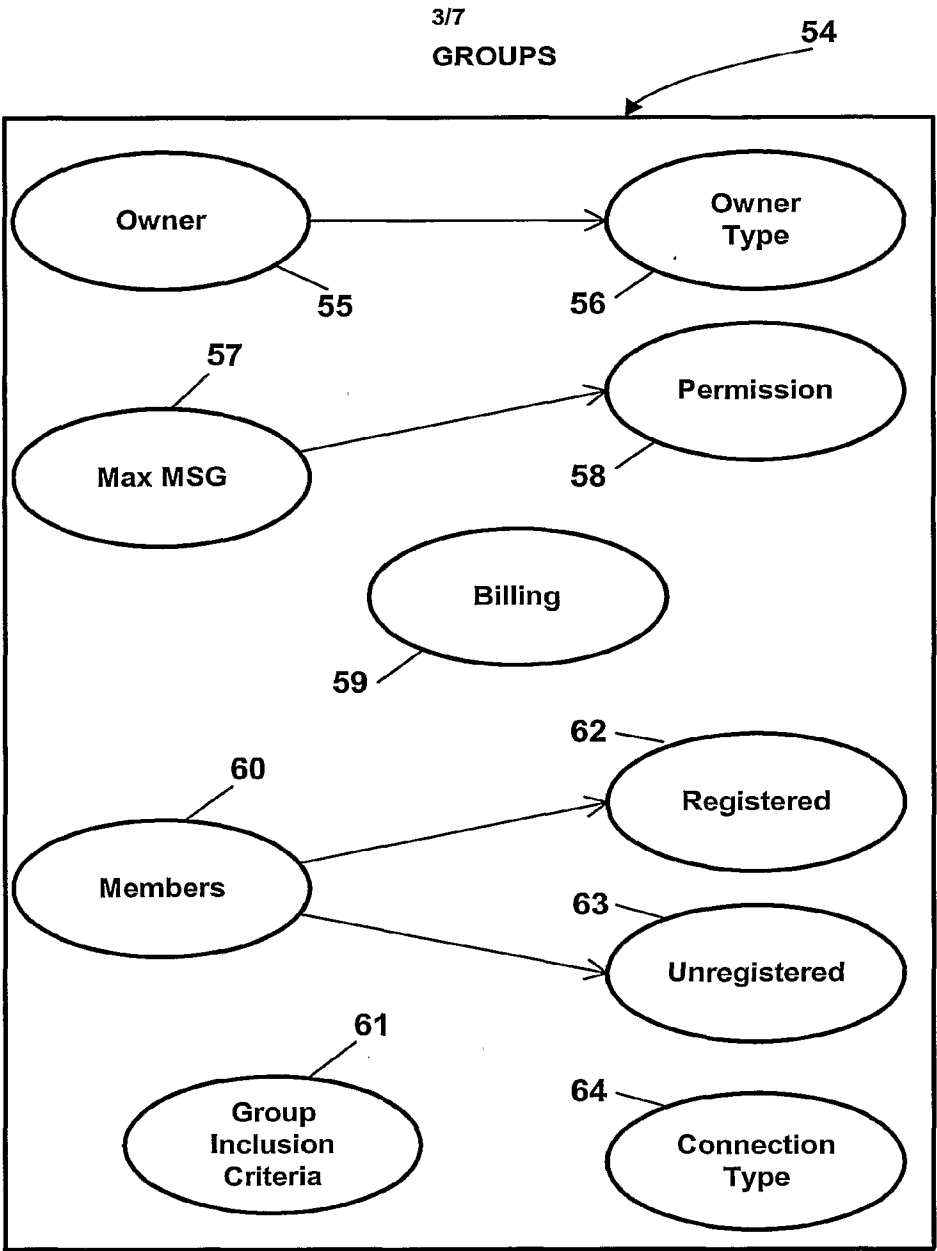 3/7
GROUPS
54
Owner
Owner
Type
55
56
57
Permission
Max MSG
58
Billing
59
62
60
Registered
Members
63
Unregistered
61
64
Group
Inclusion
Criteria
Connection
Type